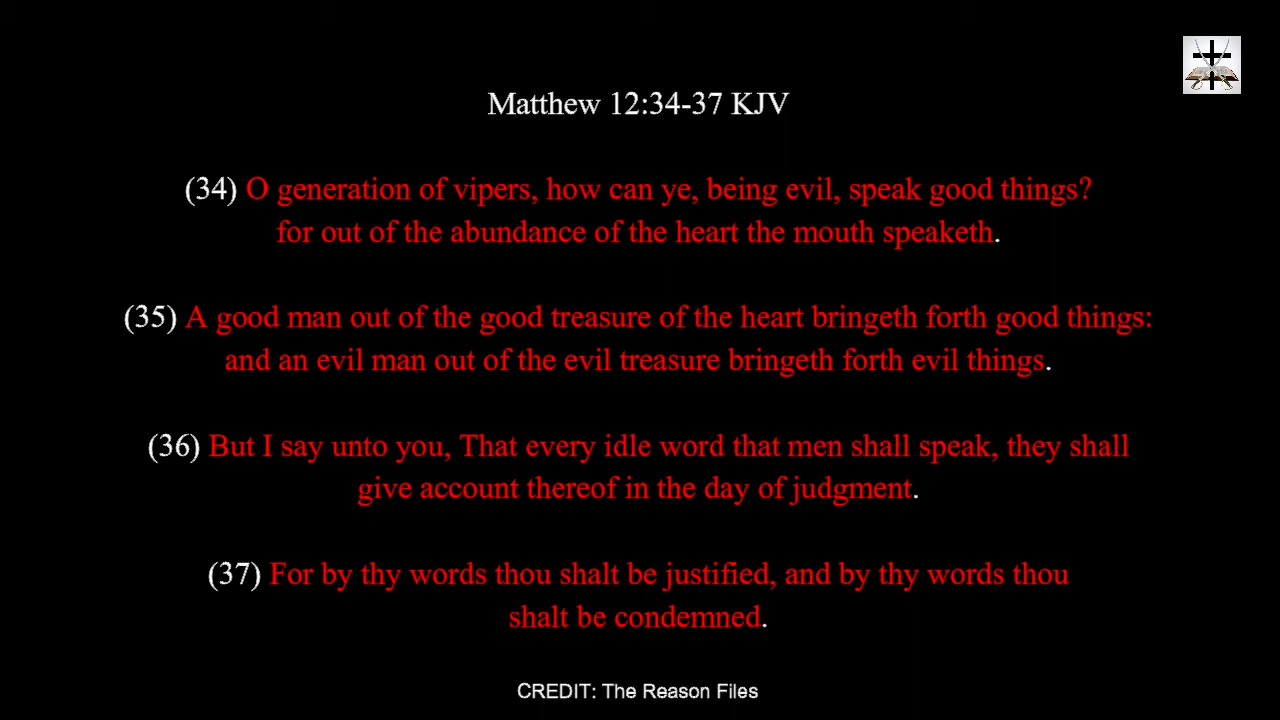 Matthew 12:34-37 KJV
(34) O generation of vipers, how can ye, being evil, speak good things?
for out of the abundance of the heart the mouth speaketh.
(35) A good man out of the good treasure of the heart bringeth forth good things:
and an evil man out of the evil treasure bringeth forth evil things.
(36) But I say unto you, That every idle word that men shall speak, they shall
give account thereof in the day of judgment.
(37) For by thy words thou shalt be justified, and by thy words thou
shalt be condemned.
CREDIT: The Reason Files